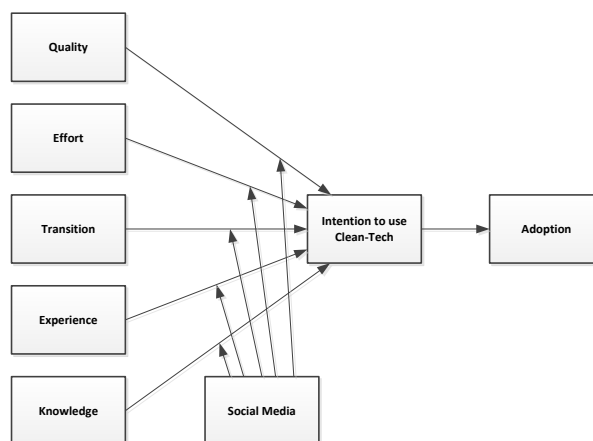 Quality
Effort
Transition
Experience
Knowledge
Social Media
Intention to use
Clean-Tech
Adoption